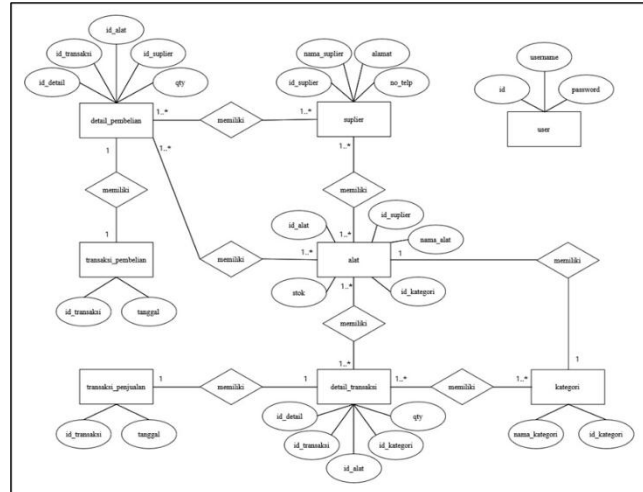 id_alat
id_transaksi
id_suplier
id_detail
qty
detail_pembelian
nama_suplier
alamat
id_suplier
no_telp
suplier
username
id
password
user
1..*
memiliki
1..*
1
1..*
1..*
memiliki
memiliki
1
transaksi_pembelian
id_transaksi
tanggal
id_alat
id_suplier
nama_alat
1..*
memiliki
1..*
1..*
alat
1
memiliki
stok
id_kategori
1..*
memiliki
1..*
1
transaksi_penjualan
1
memiliki
1
detail_transaksi
1..*
memiliki
1..*
kategori
id_transaksi
tanggal
id_detail
qty
id_transaksi
id_kategori
id_alat
nama_kategori
id_kategori